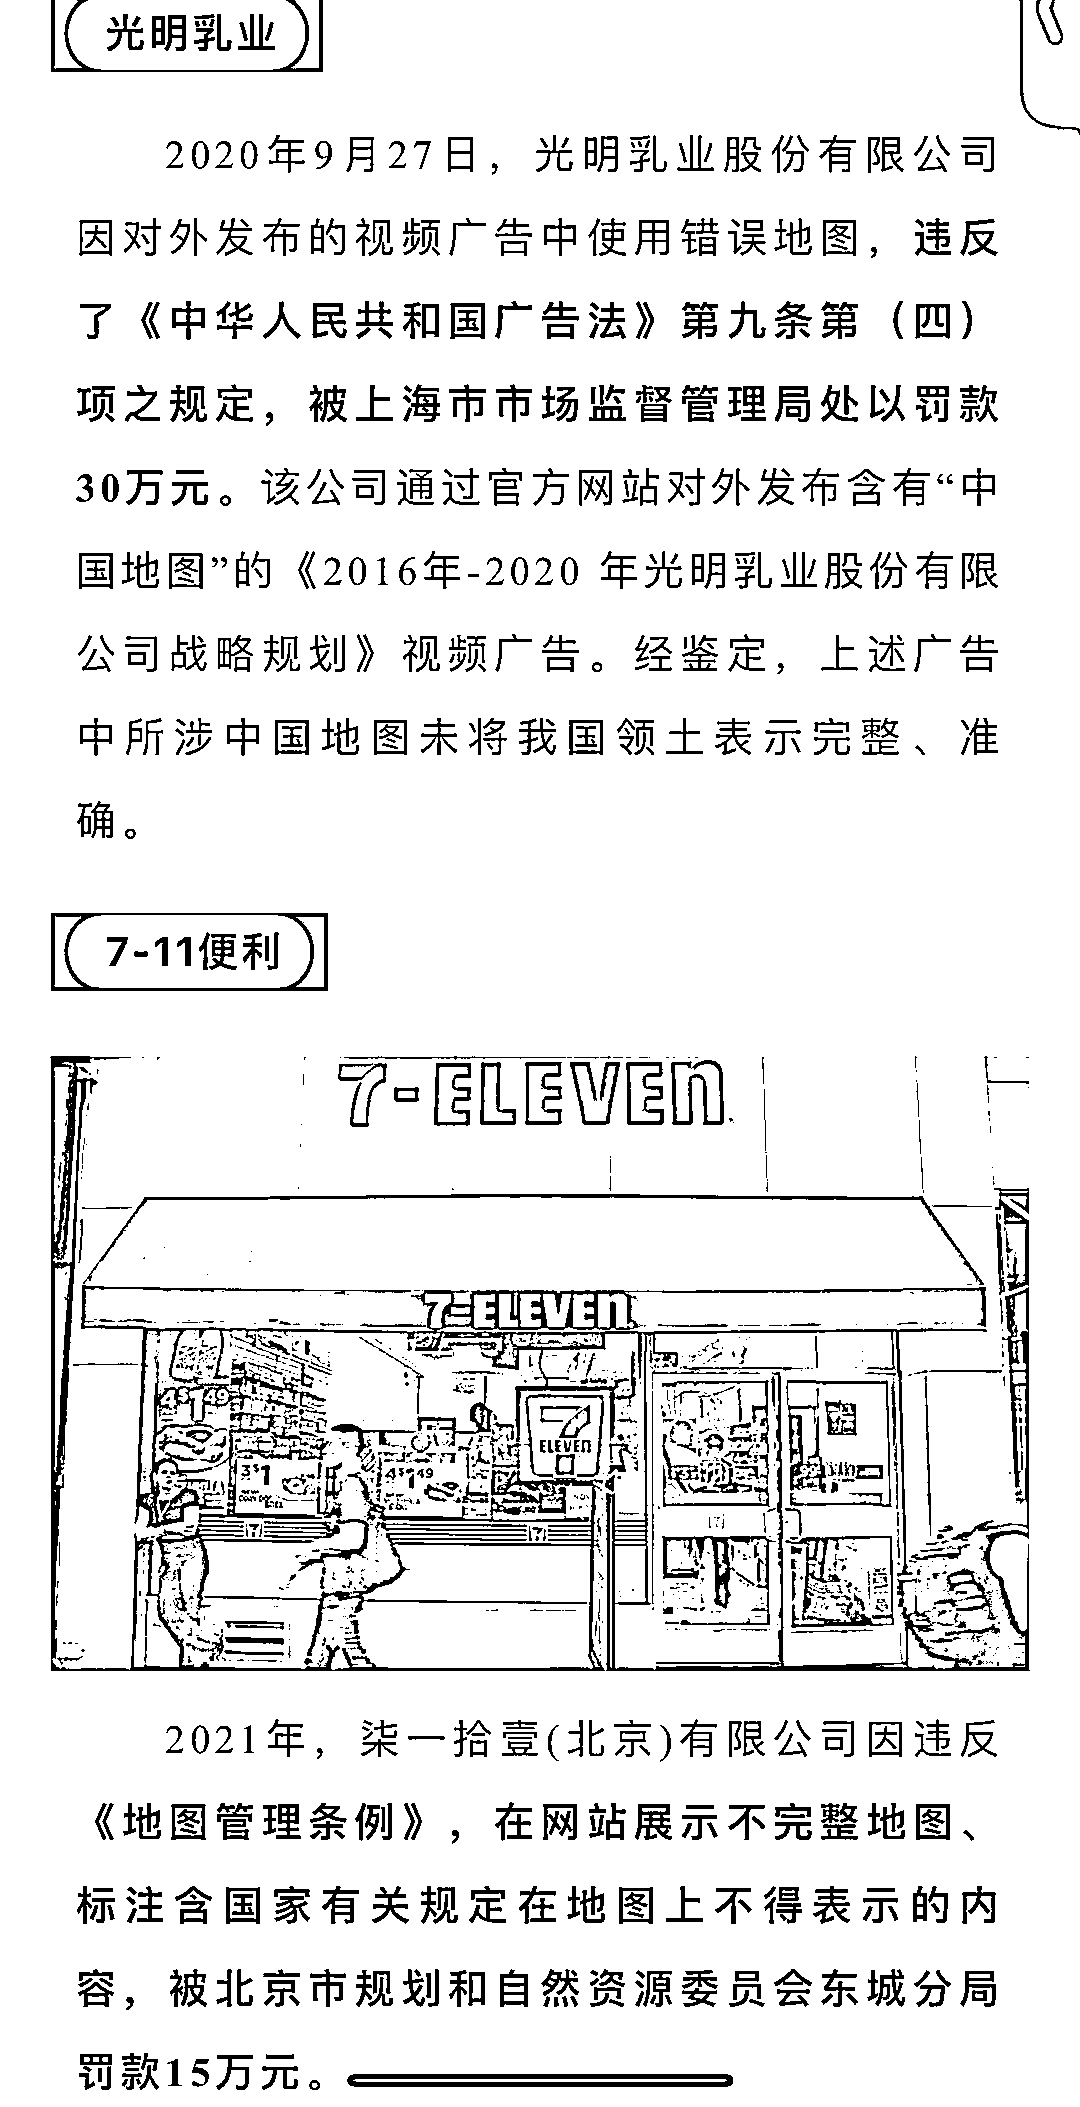 光明乳业
2020年9月27日，光明乳业股份有限公司
因对外发布的视频广告中使用错误地图，违反
了《中华人民共和国广告法》第九条第（四）
项之规定，被上海市市场监督管理局处以罚款
30万元。该公司通过官方网站对外发布含有“中
国地图”的《2016年-2020 年光明乳业股份有限
公司战略规划》视频广告。经鉴定，上述广告
中所涉中国地图未将我国领土表示完整、准
确。
7-11便利
7-ELEVEn
7-ELEVEn
4$149
7
ELEVEn
3$1
4$149
2021年，柒一拾壹(北京)有限公司因违反
《地图管理条例》，在网站展示不完整地图、
标注含国家有关规定在地图上不得表示的内
容，被北京市规划和自然资源委员会东城分局
罚款15万元。